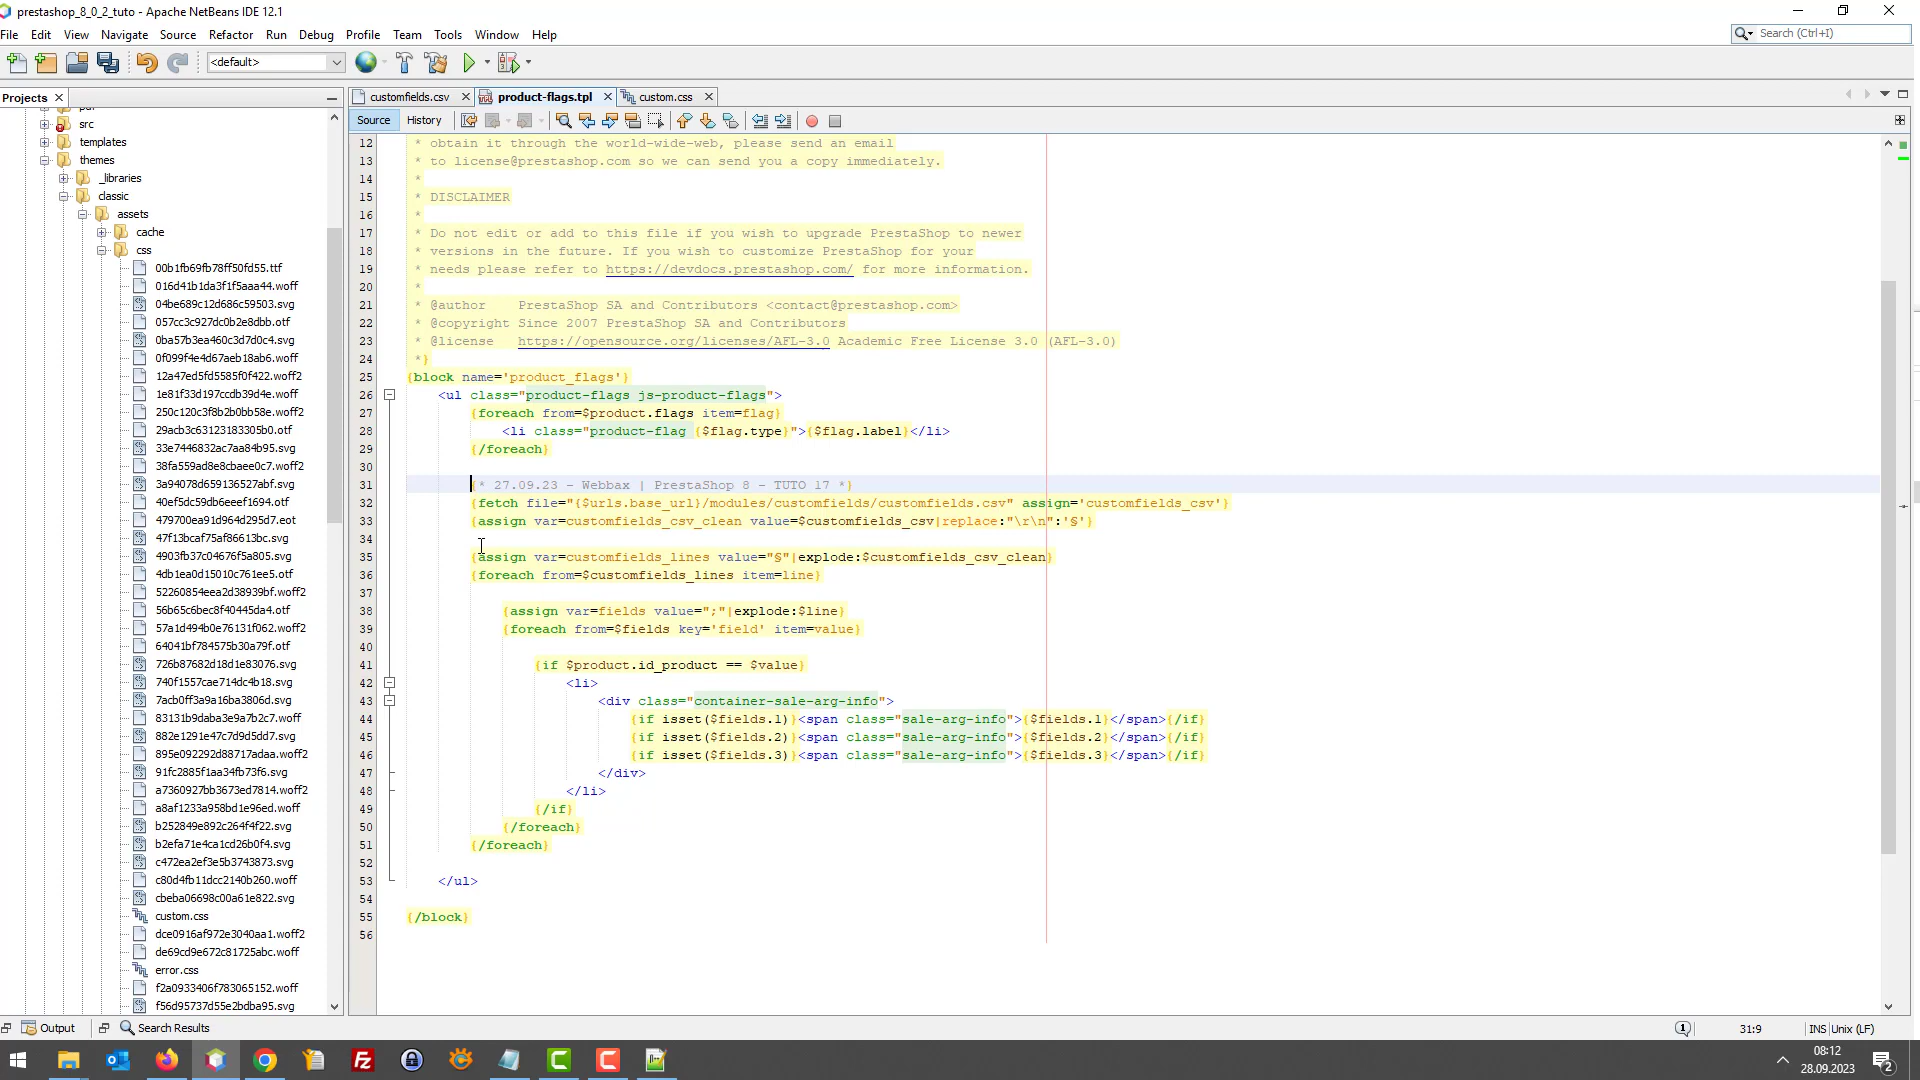 prestashop_8_0_2_tuto - Apache NetBeans IDE 12.1
File Edit View Navigate Source Refactor Run Debug Profile Team Tools Window Help
Search (Ctrl+I)
<default>
Projects
customfields.csv
product-flags.tpl
custom.css
Source
History
src
templates
themes
_libraries
classic
assets
cache
css
00b1fb69fb78ff50fd55.ttf
016d41b1da3f1f5aaa44.woff
04be689c12d686c59503.svg
057cc3c927dc0b2e8dbb.otf
0ba57b3ea460c3d7d0c4.svg
0f099f4e4d67aeb18ab6.woff
12a47ed5fd5585f0f422.woff2
1e81f33d197ccdb39d4e.woff
250c120c3f8b2b0bb58e.woff2
29acb3c63123183305b0.otf
33e7446832ac7aa84b95.svg
38fa559ad8e8cbaee0c7.woff2
3a94078d659136527abf.svg
40ef5dc59db6eeef1694.otf
479700ea91d964d295d7.eot
47f13bcaf75af86613bc.svg
4903fb37c04676f5a805.svg
4db1ea0d15010c761ee5.otf
52260854eea2d38939bf.woff2
56b65c6bec8f40445da4.otf
57a1d494b0e76131f062.woff2
64041bf784575b30a79f.otf
726b87682d18d1e83076.svg
740f1557cae714dc4b18.svg
7acb0ff3a9a16ba3806d.svg
83131b9daba3e9a7b2c7.woff
882e1291e47c7d9d5dd7.svg
895e092292d88717adaa.woff2
91fc2885f1aa34fb73f6.svg
a7360927bb3673ed7814.woff2
a8af1233a958bd1e96ed.woff
b252849e892c264f4f22.svg
b2efa71e4ca1cd26b0f4.svg
c472ea2ef3e5b3743873.svg
c80d4fb11dcc2140b260.woff
cbeba06698c00a61e822.svg
custom.css
dce0916af972e3040aa1.woff2
de69cd9e672c81725abc.woff
error.css
f2a0933406f783065152.woff
f56d95737d55e2bdba95.svg
12 * obtain it through the world-wide-web, please send an email
13 * to license@prestashop.com so we can send you a copy immediately.
14 *
15 * DISCLAIMER
16 *
17 * Do not edit or add to this file if you wish to upgrade PrestaShop to newer
18 * versions in the future. If you wish to customize PrestaShop for your
19 * needs please refer to https://devdocs.prestashop.com/ for more information.
20 *
21 * @author    PrestaShop SA and Contributors <contact@prestashop.com>
22 * @copyright Since 2007 PrestaShop SA and Contributors
23 * @license   https://opensource.org/licenses/AFL-3.0 Academic Free License 3.0 (AFL-3.0)
24 *}
25 {block name='product_flags'}
26 <ul class="product-flags js-product-flags">
27 {foreach from=$product.flags item=flag}
28 <li class="product-flag {$flag.type}">{$flag.label}</li>
29 {/foreach}
30
31 {* 27.09.23 - Webbax | PrestaShop 8 - TUTO 17 *}
32 {fetch file="{$urls.base_url}/modules/customfields/customfields.csv" assign='customfields_csv'}
33 {assign var=customfields_csv_clean value=$customfields_csv|replace:"\r\n":'§'}
34
35 {assign var=customfields_lines value="§"|explode:$customfields_csv_clean}
36 {foreach from=$customfields_lines item=line}
37
38 {assign var=fields value=";"|explode:$line}
39 {foreach from=$fields key='field' item=value}
40
41 {if $product.id_product == $value}
42 <li>
43 <div class="container-sale-arg-info">
44 {if isset($fields.1)}<span class="sale-arg-info">{$fields.1}</span>{/if}
45 {if isset($fields.2)}<span class="sale-arg-info">{$fields.2}</span>{/if}
46 {if isset($fields.3)}<span class="sale-arg-info">{$fields.3}</span>{/if}
47 </div>
48 </li>
49 {/if}
50 {/foreach}
51 {/foreach}
52
53 </ul>
54
55 {/block}
56
Output
Search Results
1
31:9
INS
Unix (LF)
08:12
28.09.2023
2